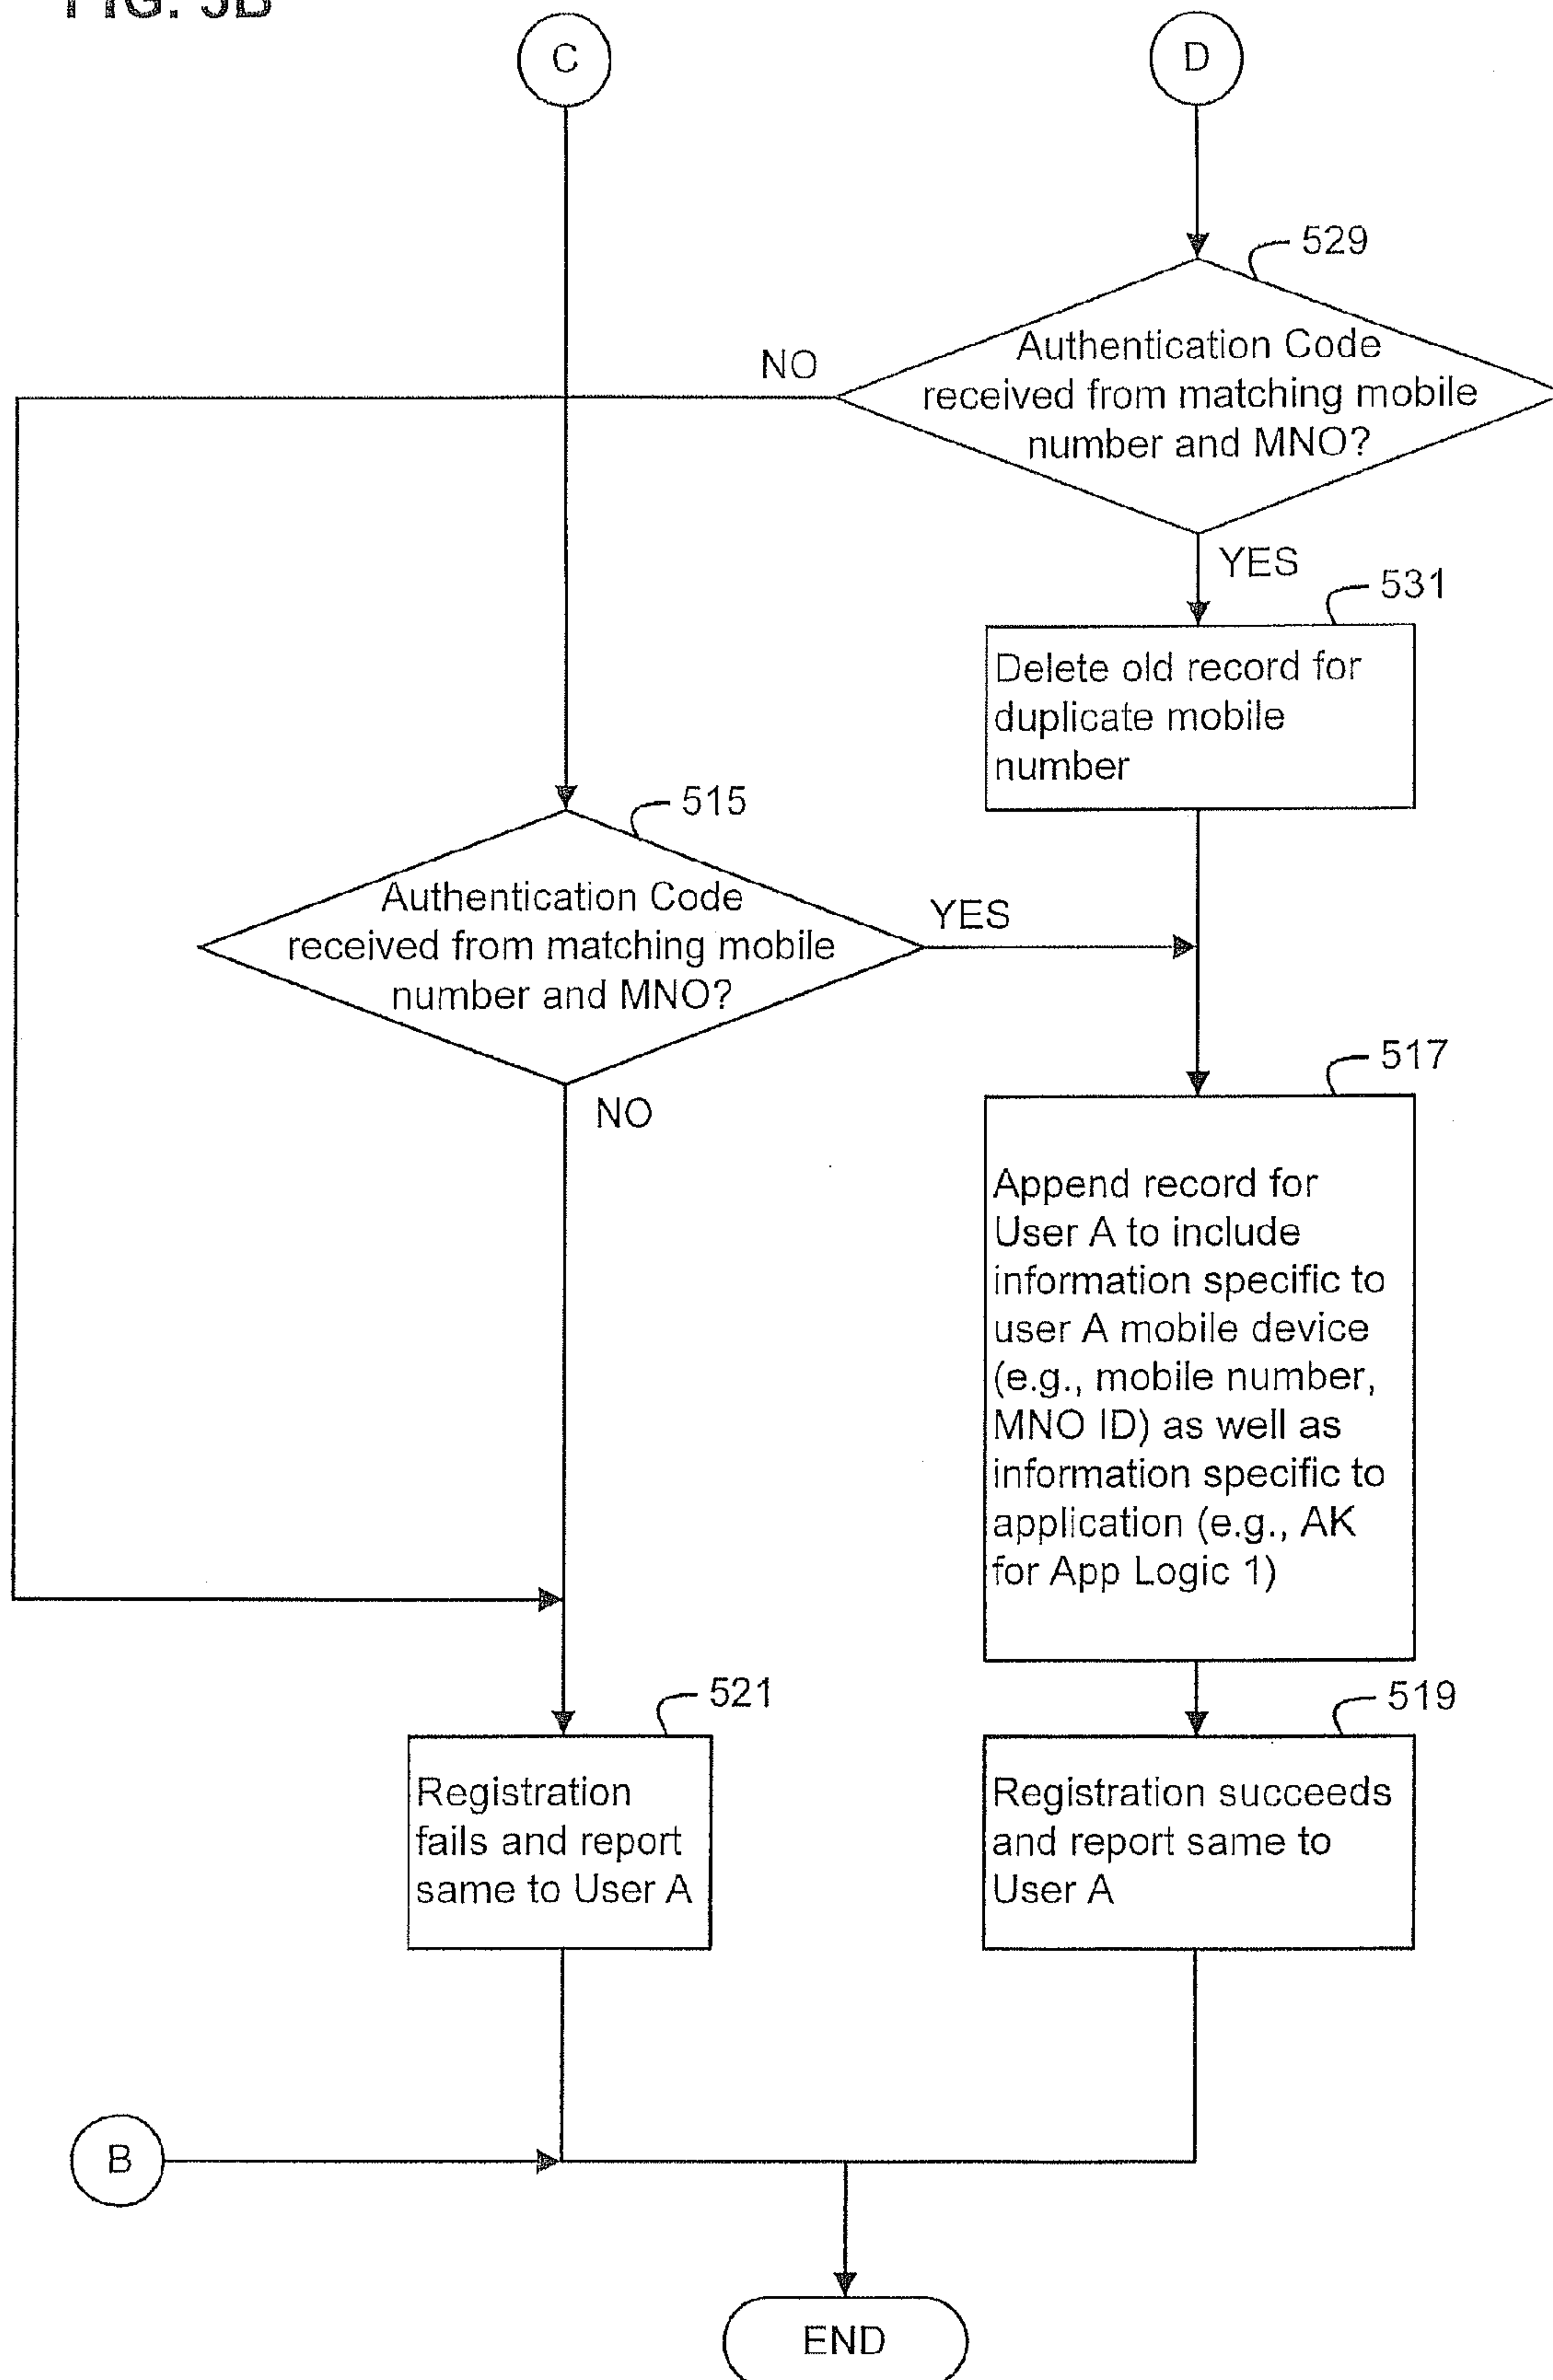 FIG. 5B
C
D
529
Authentication Code
received from matching mobile
number and MNO?
NO
YES
531
Delete old record for
duplicate mobile
number
515
Authentication Code
received from matching mobile
number and MNO?
YES
NO
517
Append record for
User A to include
information specific to
user A mobile device
(e.g., mobile number,
MNO ID) as well as
information specific to
application (e.g., AK
for App Logic 1)
521
Registration
fails and report
same to User A
519
Registration succeeds
and report same to
User A
B
END